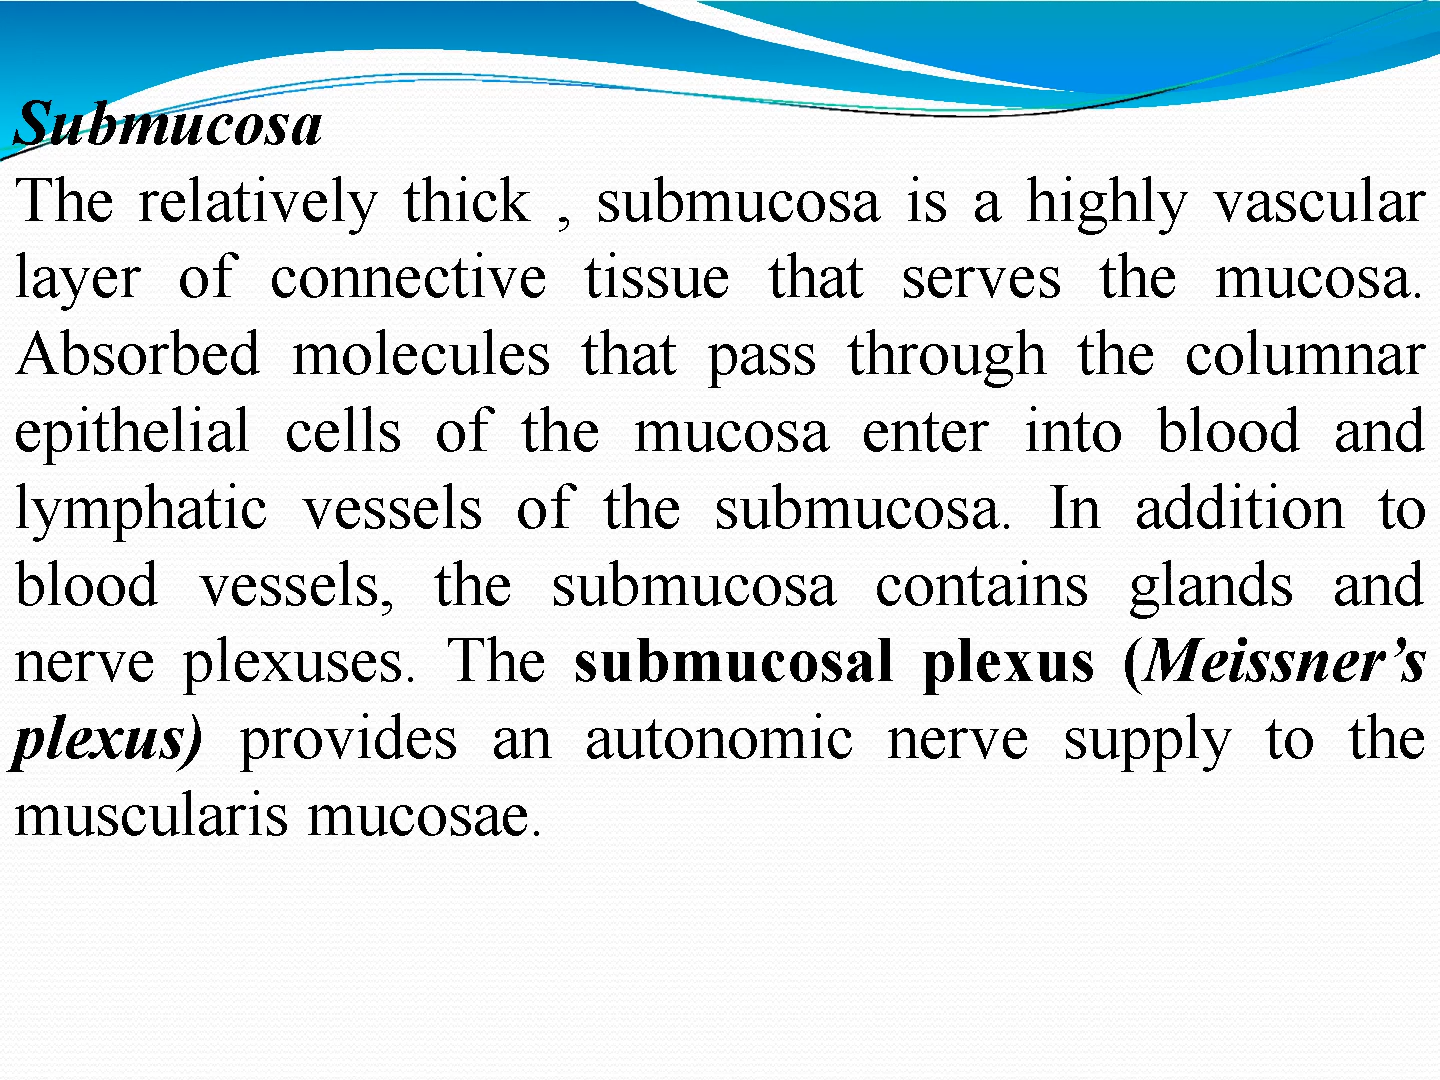 Submucosa
The relatively thick , submucosa is a highly vascular
layer of connective tissue that serves the mucosa.
Absorbed molecules that pass through the columnar
epithelial cells of the mucosa enter into blood and
lymphatic vessels of the submucosa. In addition to
blood vessels, the submucosa contains glands and
nerve plexuses. The submucosal plexus (Meissner’s
plexus) provides an autonomic nerve supply to the
muscularis mucosae.